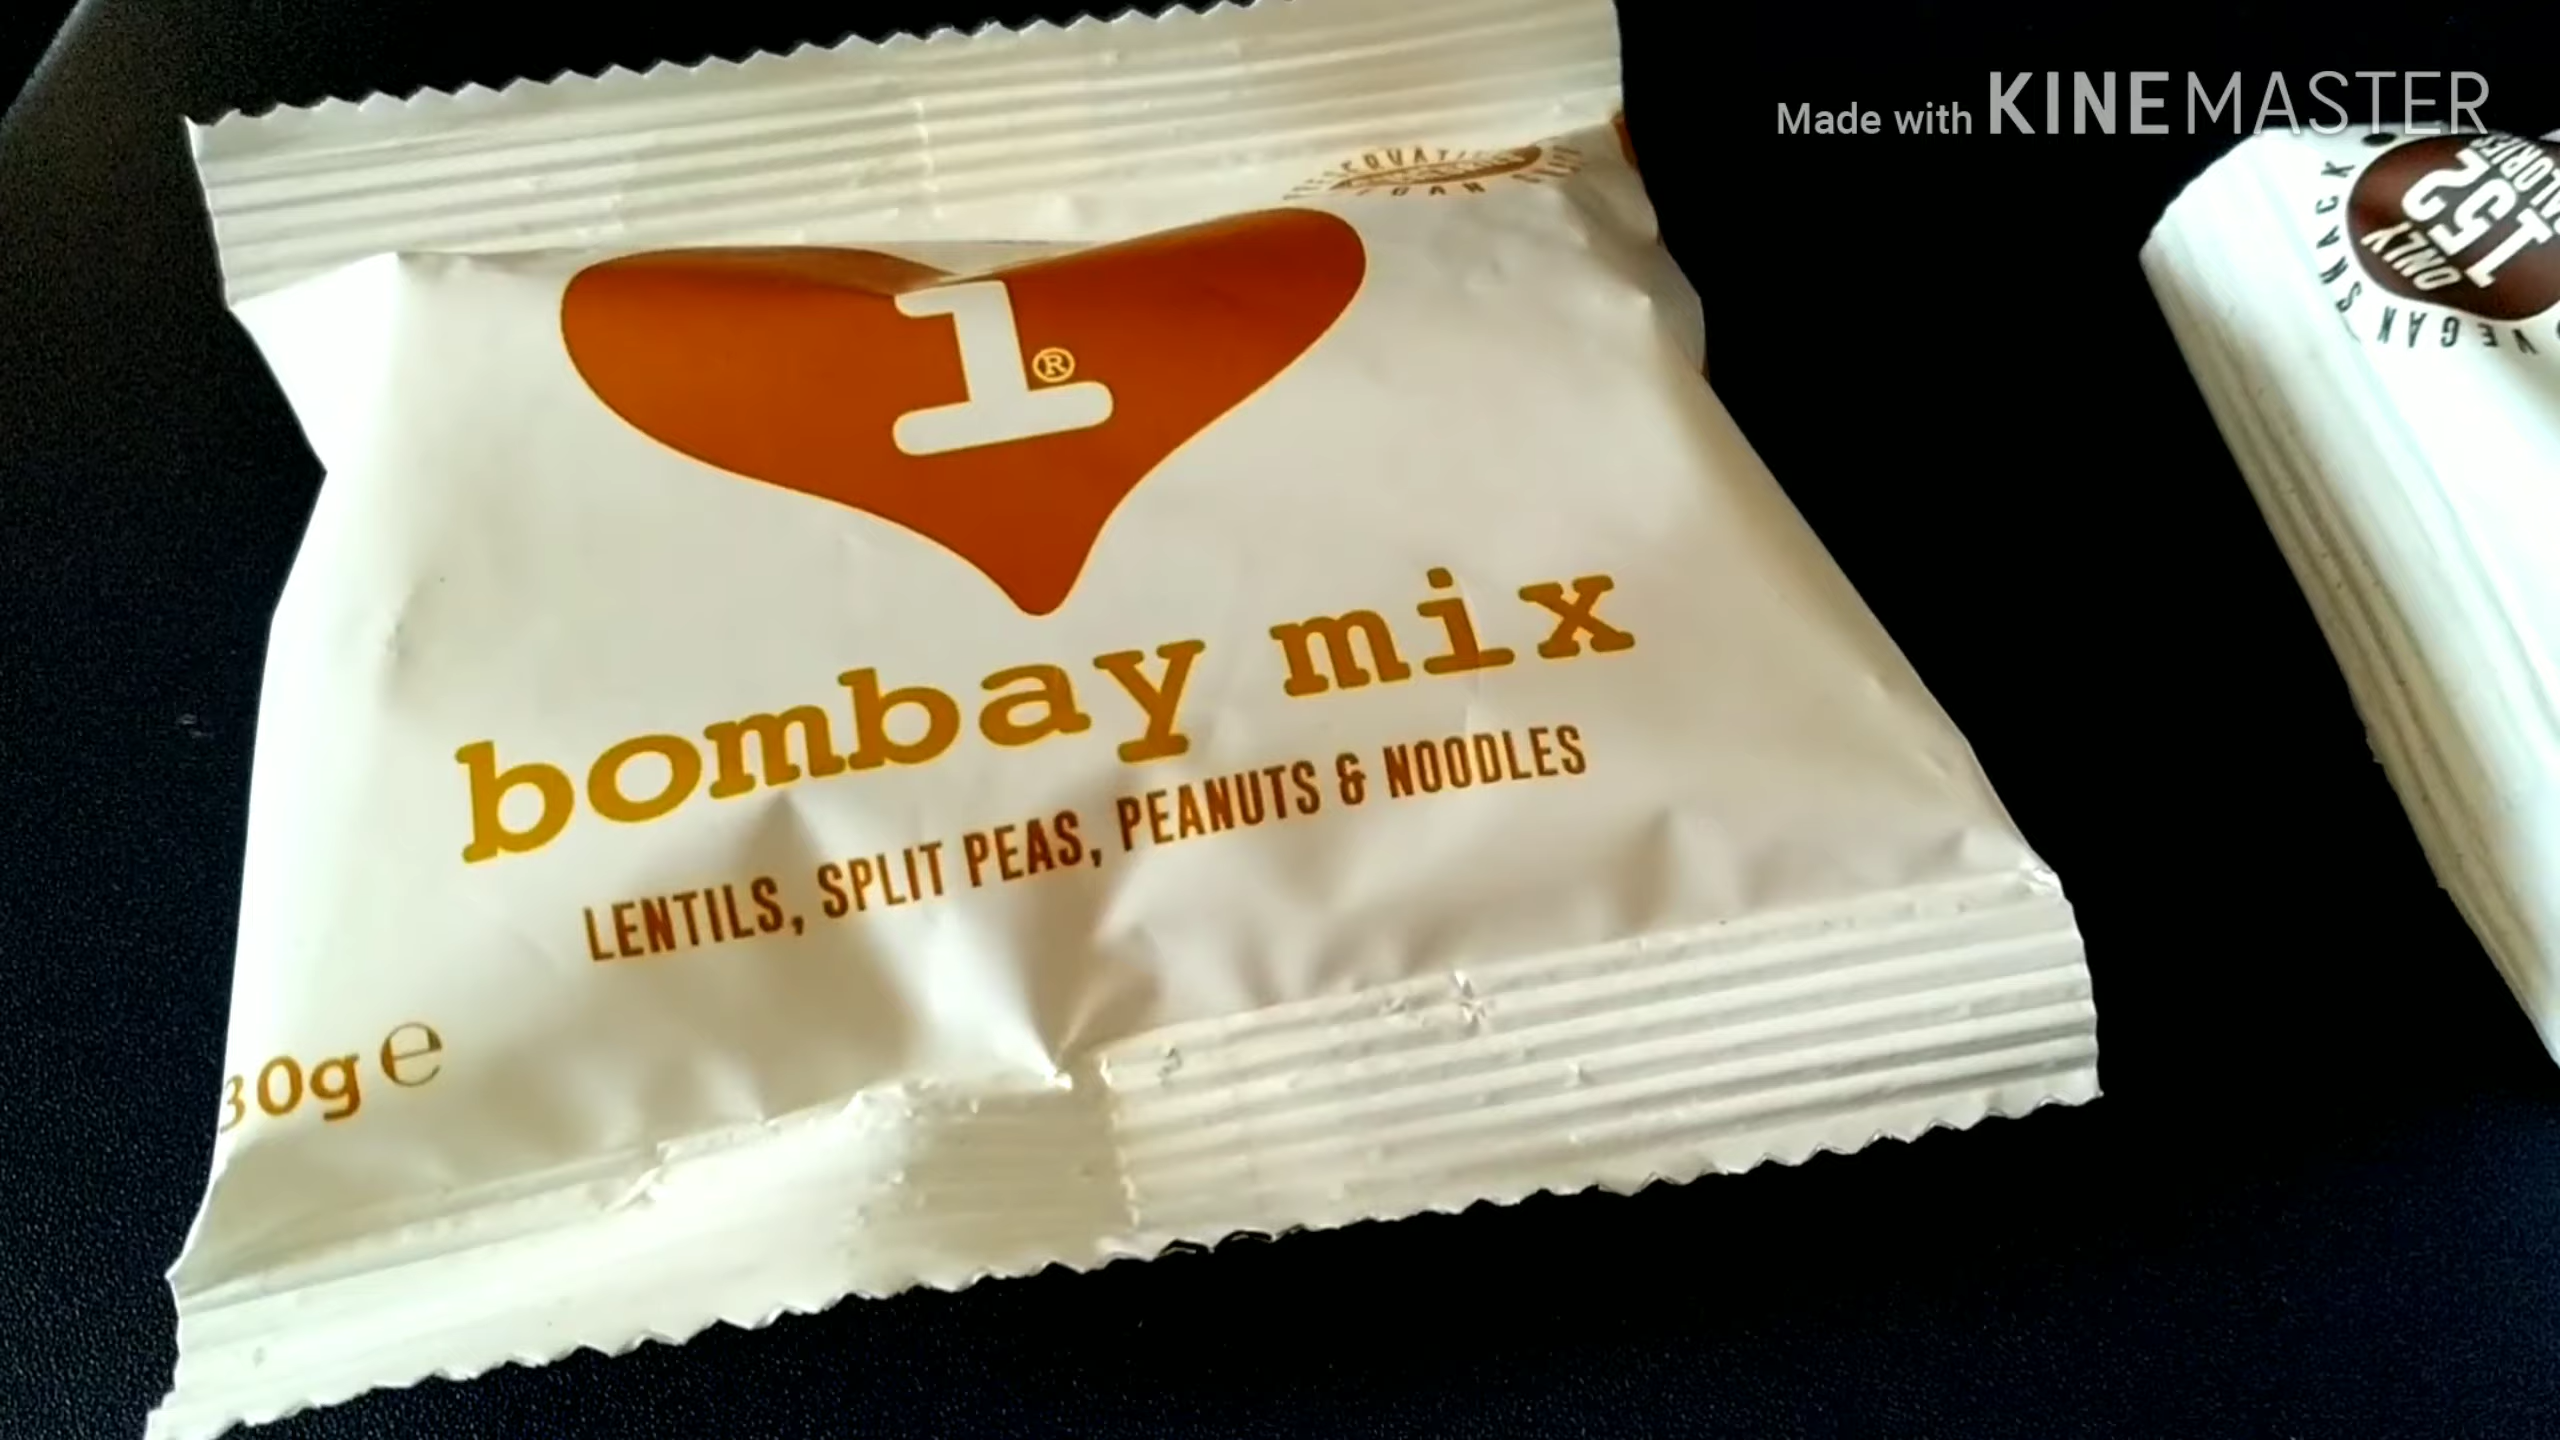 Made with KINEMASTER
1®
bombay mix
LENTILS, SPLIT PEAS, PEANUTS & NOODLES
30g e
ONLY
152
CALORIES
VEGAN SNACK